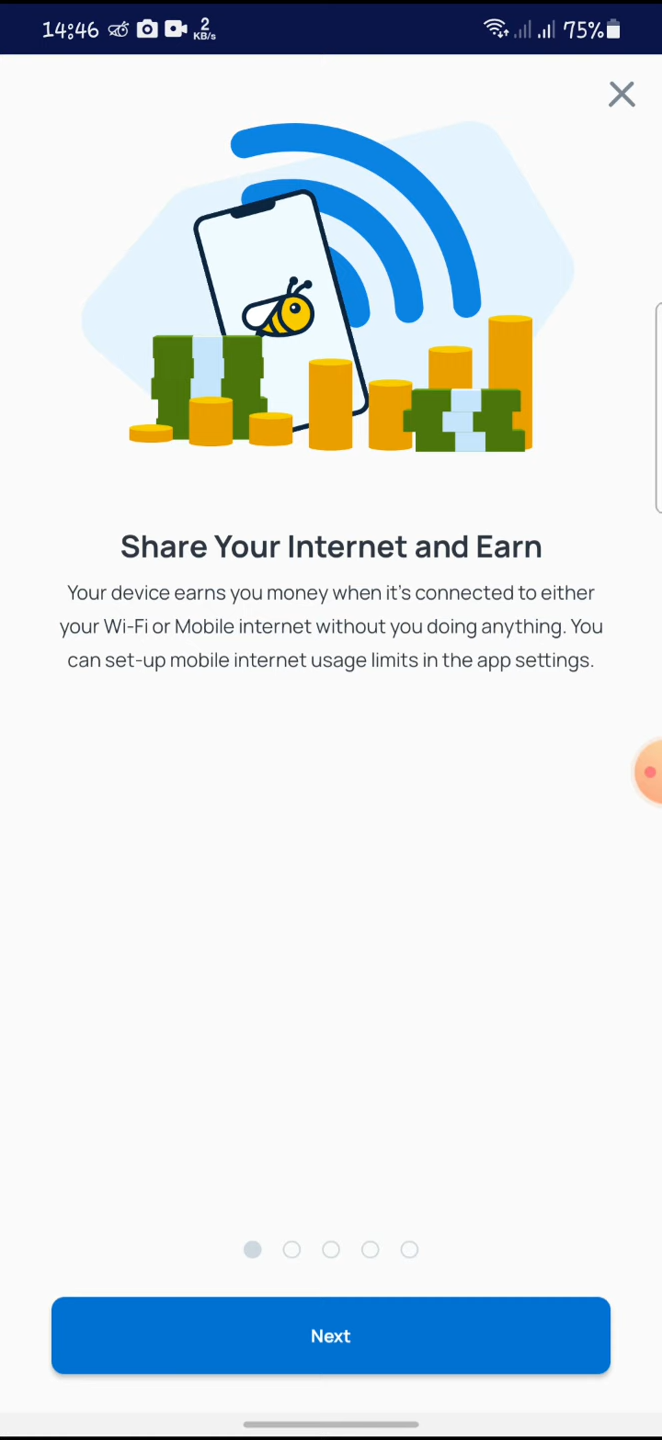 14:46 2 KB/s 75%
Share Your Internet and Earn
Your device earns you money when it's connected to either
your Wi-Fi or Mobile internet without you doing anything. You
can set-up mobile internet usage limits in the app settings.
Next